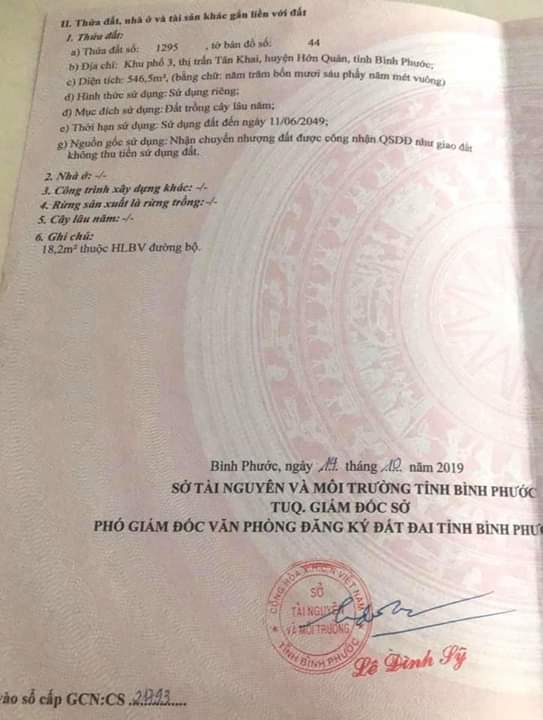 II. Thửa đất, nhà ở và tài sản khác gắn liền với đất
1. Thửa đất:
a) Thửa đất số: 1295 , tờ bản đồ số: 44
b) Địa chỉ: Khu phố 3, thị trấn Tân Khai, huyện Hớn Quản, tỉnh Bình Phước;
c) Diện tích: 546,5m², (bằng chữ: năm trăm bốn mươi sáu phẩy năm mét vuông)
d) Hình thức sử dụng: Sử dụng riêng;
đ) Mục đích sử dụng: Đất trồng cây lâu năm;
e) Thời hạn sử dụng: Sử dụng đất đến ngày 11/06/2049;
g) Nguồn gốc sử dụng: Nhận chuyển nhượng đất được công nhận QSDĐ như giao đất
không thu tiền sử dụng đất.
2. Nhà ở: -/-
3. Công trình xây dựng khác: -/-
4. Rừng sản xuất là rừng trồng: -/-
5. Cây lâu năm: -/-
6. Ghi chú:
18,2m² thuộc HLBV đường bộ.
Bình Phước, ngày tháng năm 2019
SỞ TÀI NGUYÊN VÀ MÔI TRƯỜNG TỈNH BÌNH PHƯỚC
TUQ. GIÁM ĐỐC SỞ
PHÓ GIÁM ĐỐC VĂN PHÒNG ĐĂNG KÝ ĐẤT ĐAI TỈNH BÌNH PHƯỚ
CỘNG HÒA X.H.C.N VIỆT NAM
SỞ
TÀI NGUYÊN
VÀ MÔI TRƯỜNG
TỈNH BÌNH PHƯỚC
Lê Đình Sỹ
vào sổ cấp GCN:CS